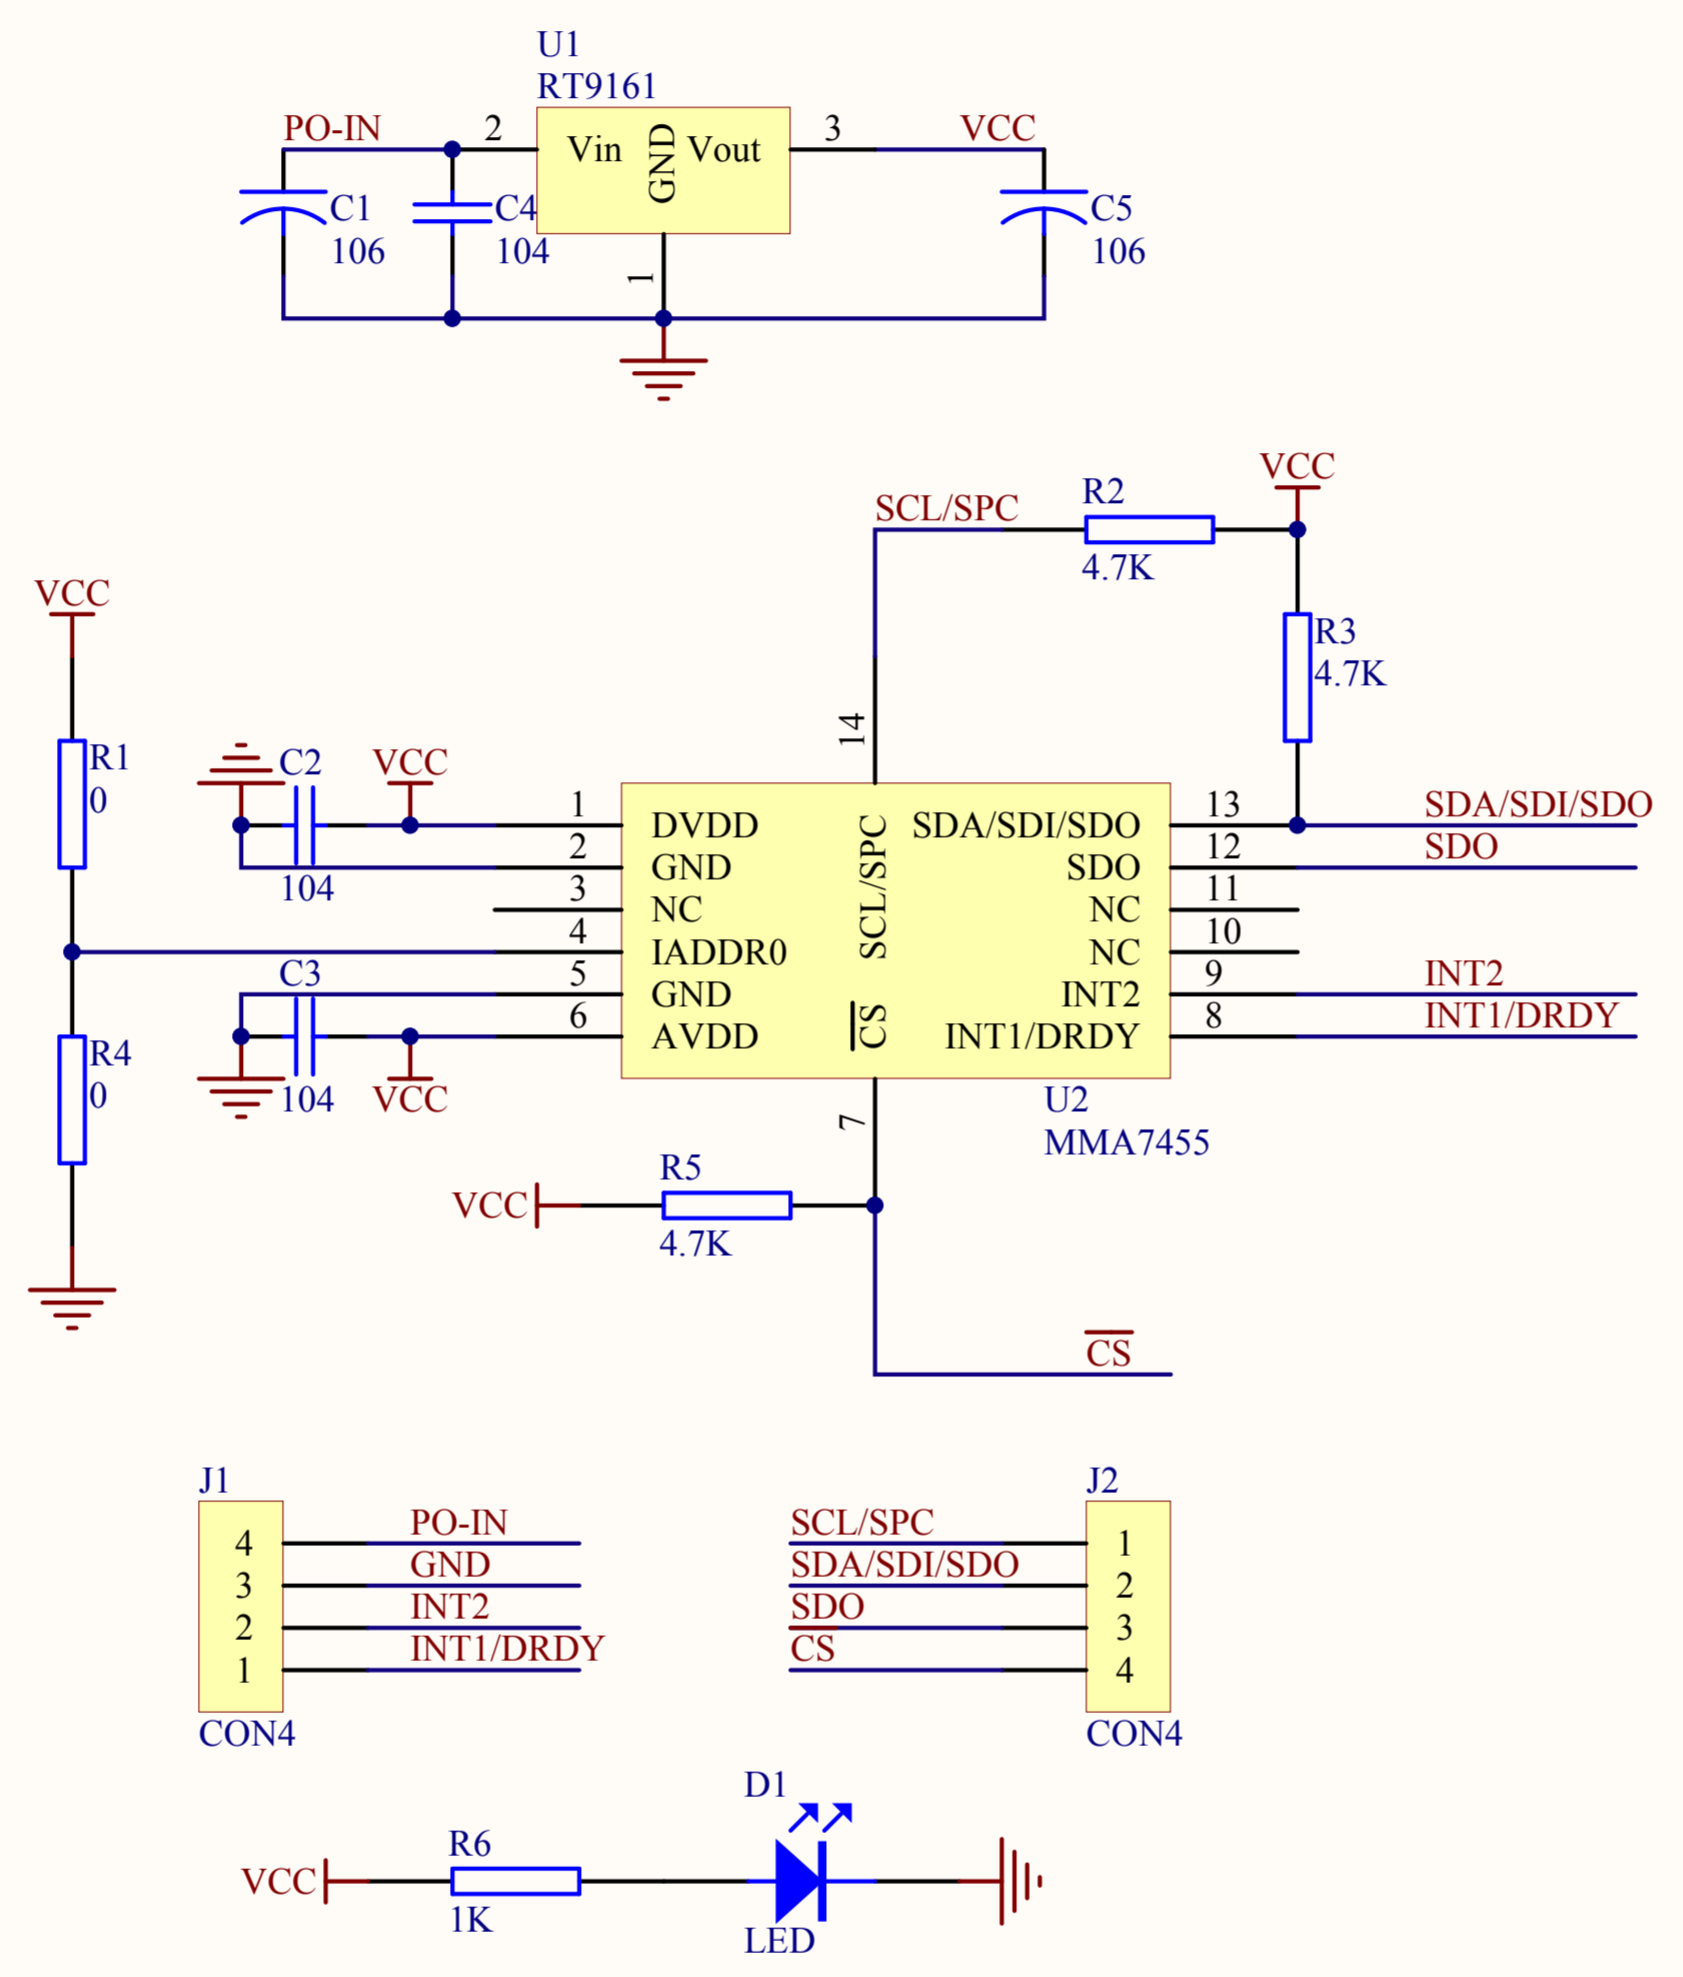 U1
RT9161
PO-IN
2
Vin
GND
Vout
3
VCC
C1
106
C4
104
1
C5
106
VCC
SCL/SPC
R2
4.7K
R3
4.7K
VCC
R1
0
R4
0
C2
104
VCC
C3
104
VCC
14
1 DVDD
2 GND
3 NC
4 IADDR0
5 GND
6 AVDD
SCL/SPC
CS
SDA/SDI/SDO 13 SDA/SDI/SDO
SDO 12 SDO
NC 11
NC 10
INT2 9 INT2
INT1/DRDY 8 INT1/DRDY
U2
MMA7455
7
R5
VCC
4.7K
CS
J1
4 PO-IN
3 GND
2 INT2
1 INT1/DRDY
CON4
J2
SCL/SPC 1
SDA/SDI/SDO 2
SDO 3
CS 4
CON4
D1
R6
VCC
1K
LED